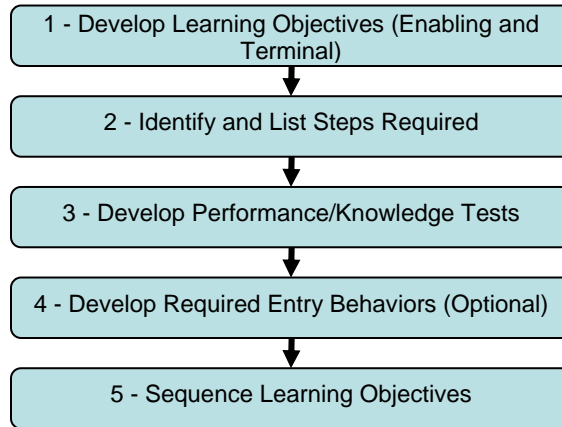 1 - Develop Learning Objectives (Enabling and
Terminal)
2 - Identify and List Steps Required
3 - Develop Performance/Knowledge Tests
4 - Develop Required Entry Behaviors (Optional)
5 - Sequence Learning Objectives